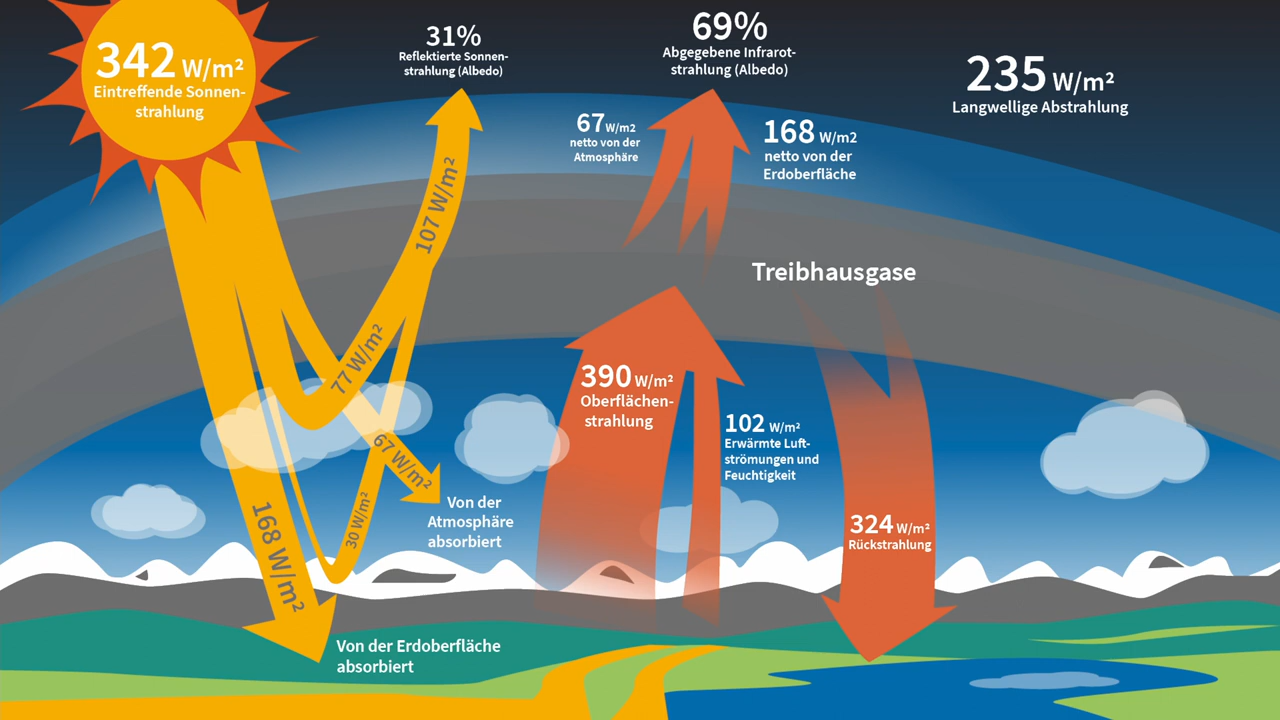 342 W/m²
Eintreffende Sonnen-
strahlung
31%
Reflektierte Sonnen-
strahlung (Albedo)
69%
Abgegebene Infrarot-
strahlung (Albedo)
235 W/m²
Langwellige Abstrahlung
67 W/m2
netto von der
Atmosphäre
168 W/m2
netto von der
Erdoberfläche
107 W/m²
Treibhausgase
77 W/m²
390 W/m²
Oberflächen-
strahlung
102 W/m²
Erwärmte Luft-
strömungen und
Feuchtigkeit
67 W/m²
Von der
Atmosphäre
absorbiert
30 W/m²
168 W/m²
324 W/m²
Rückstrahlung
Von der Erdoberfläche
absorbiert